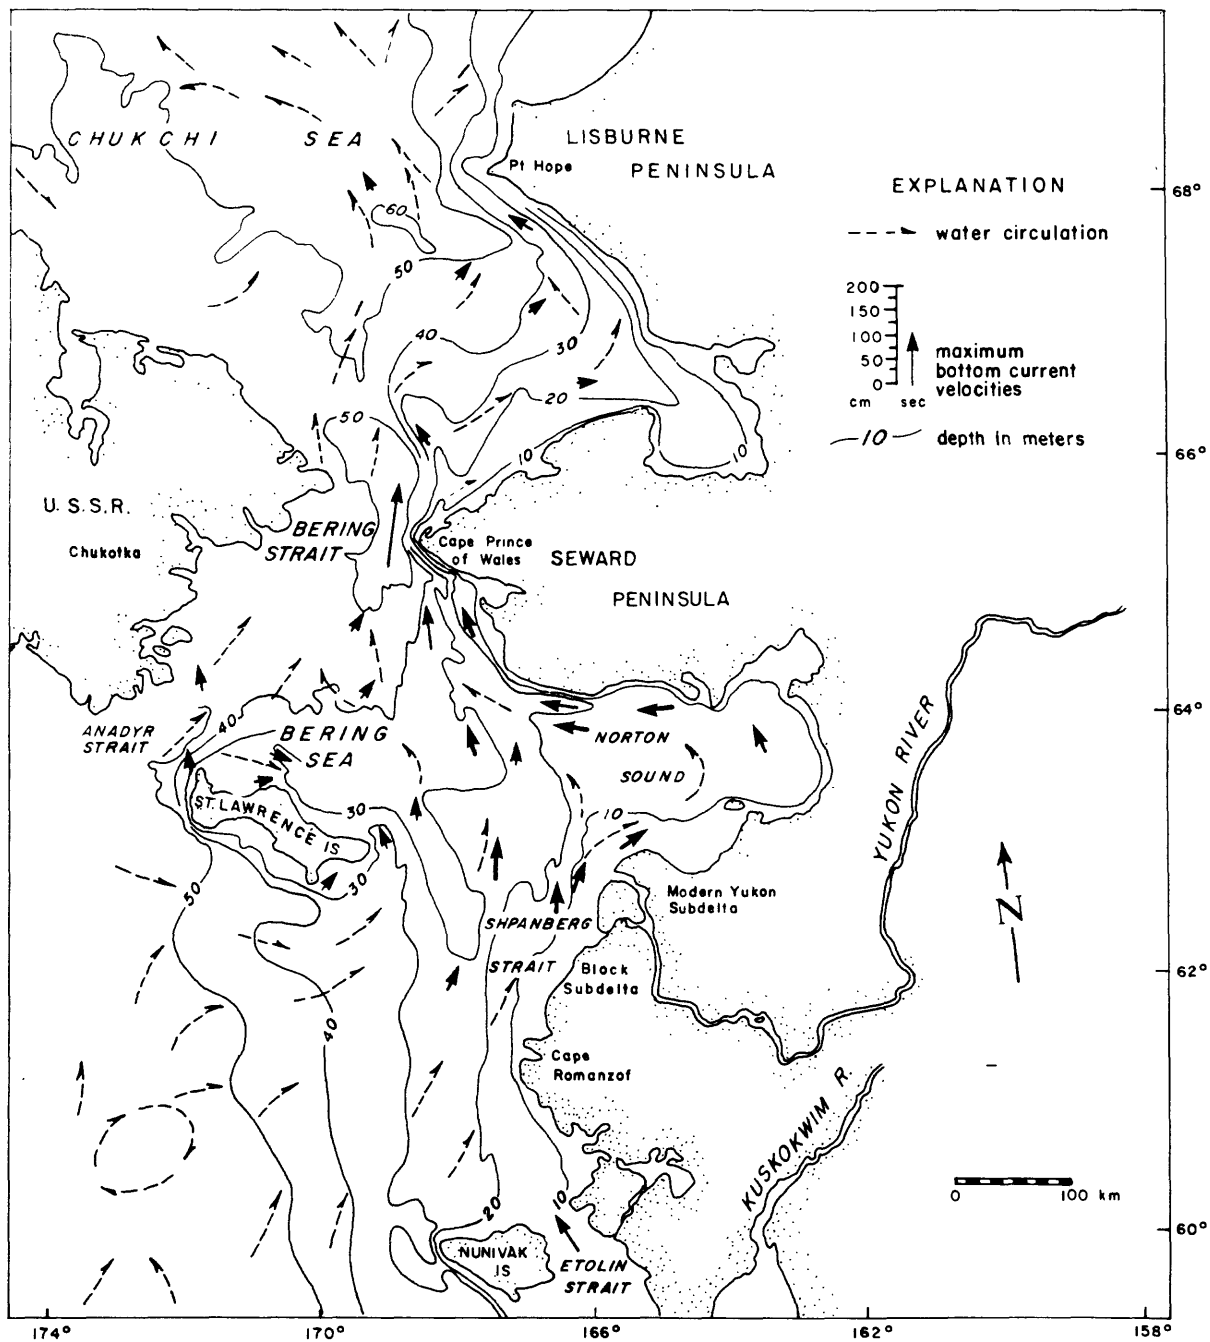 CHUKCHI SEA
LISBURNE
PENINSULA
Pt Hope
EXPLANATION
water circulation
200
150
100
50
0
cm sec
maximum
bottom current
velocities
10 depth in meters
68°
60
50
40
30
20
10
10
50
66°
U.S.S.R.
Chukotka
BERING
STRAIT
Cape Prince
of Wales
SEWARD
PENINSULA
64°
ANADYR
STRAIT
40
BERING
SEA
NORTON
SOUND
YUKON RIVER
ST. LAWRENCE IS
30
10
30
50
Modern Yukon
Subdelta
N
SHPANBERG
STRAIT
Block
Subdelta
62°
40
Cape
Romanzof
KUSKOKWIM R.
0 100 km
20
10
60°
NUNIVAK
IS
ETOLIN
STRAIT
174° 170° 166° 162° 158°